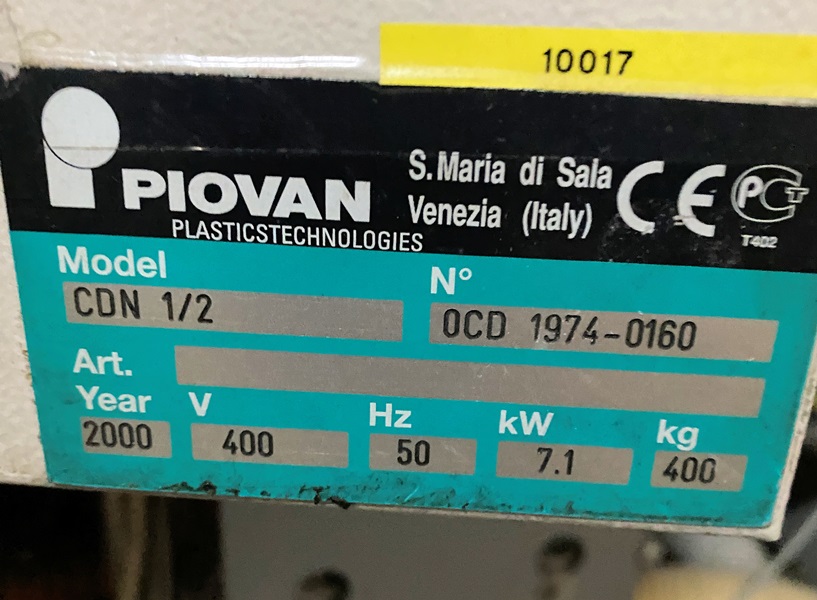 10017
PIOVAN
PLASTICSTECHNOLOGIES
S.Maria di Sala
Venezia (Italy)
CE
PCT
T402
Model
CDN 1/2
N°
OCD 1974-0160
Art.
Year
2000
V
400
Hz
50
kW
7.1
kg
400